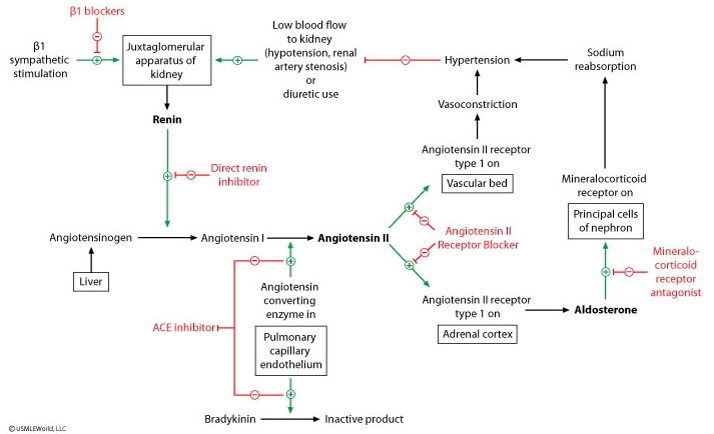 β1 blockers
β1
sympathetic
stimulation
Juxtaglomerular
apparatus of
kidney
Low blood flow
to kidney
(hypotension, renal
artery stenosis)
or
diuretic use
Hypertension
Sodium
reabsorption
Vasoconstriction
Renin
Direct renin
inhibitor
Angiotensin II receptor
type 1 on
Vascular bed
Mineralocorticoid
receptor on
Principal cells
of nephron
Angiotensinogen
Angiotensin I
Angiotensin II
Angiotensin II
Receptor Blocker
Liver
Mineralo-
corticoid
receptor
antagonist
Angiotensin
converting
enzyme in
Pulmonary
capillary
endothelium
ACE inhibitor
Angiotensin II receptor
type 1 on
Adrenal cortex
Aldosterone
Bradykinin
Inactive product
© USMLEWorld, LLC